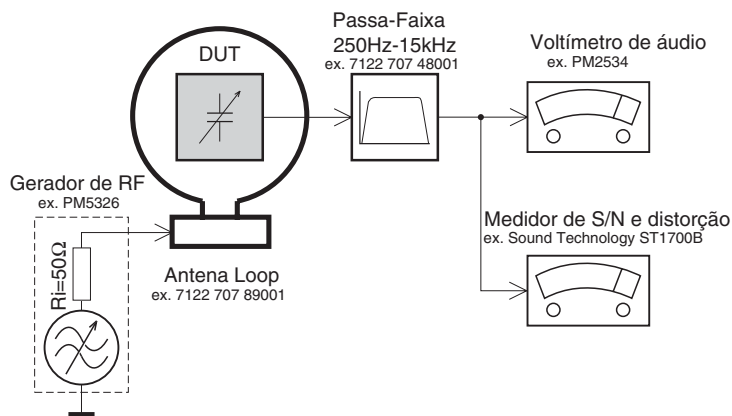 Passa-Faixa
250Hz-15kHz
ex. 7122 707 48001
DUT
Voltímetro de áudio
ex. PM2534
Gerador de RF
ex. PM5326
Ri=50Ω
Antena Loop
ex. 7122 707 89001
Medidor de S/N e distorção
ex. Sound Technology ST1700B